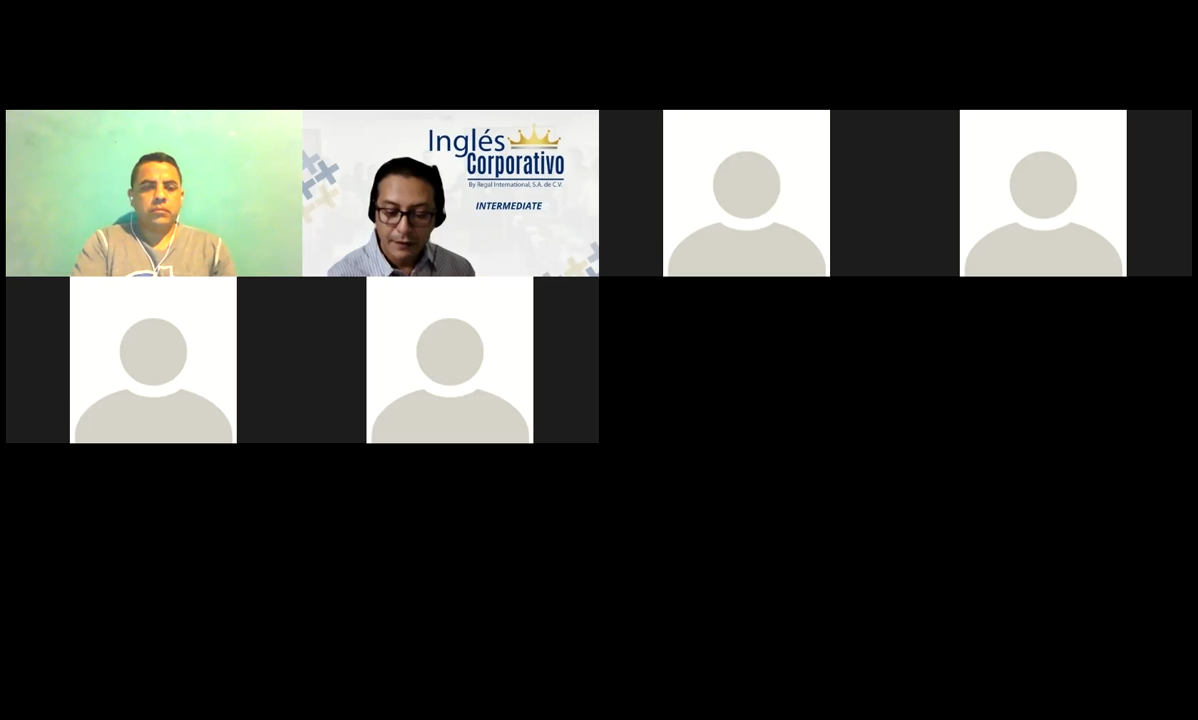 Inglés
Corporativo
By Regal International, S.A. de C.V.
INTERMEDIATE